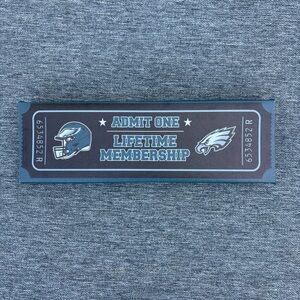 6534852 R
ADMIT ONE
LIFETIME
MEMBERSHIP
6534852 R